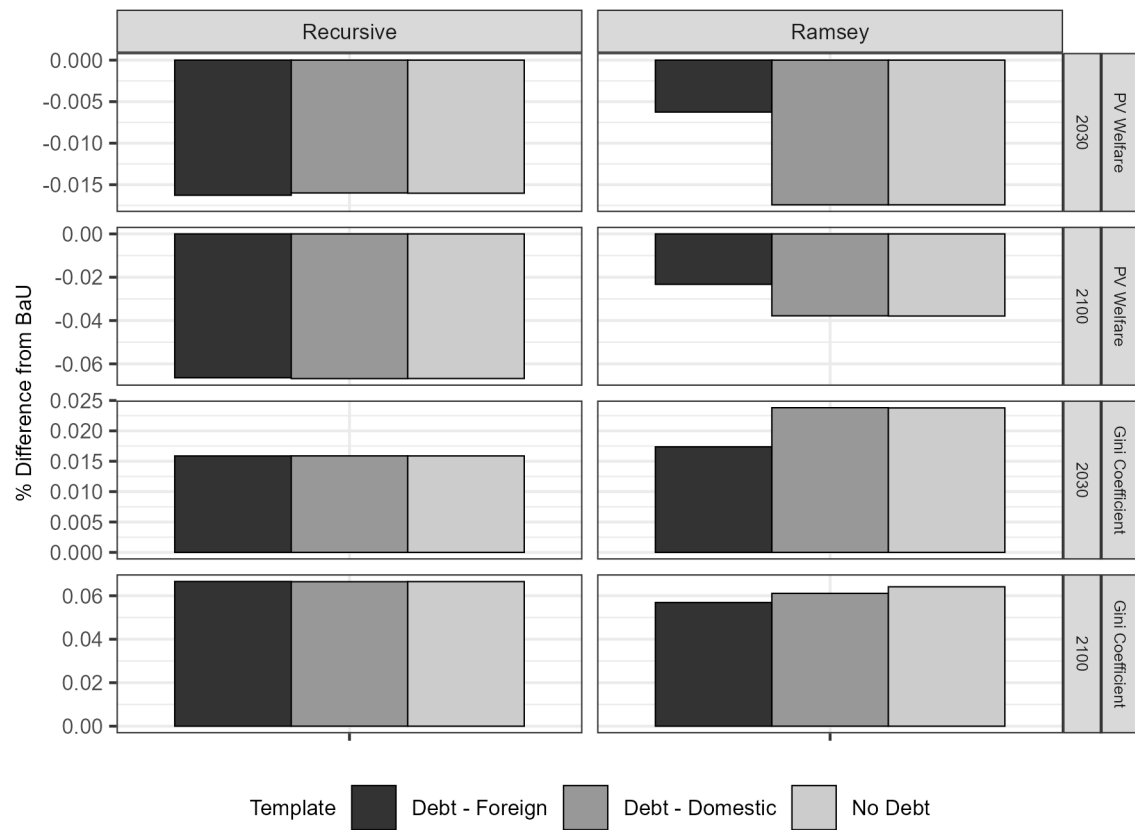 Recursive
Ramsey
% Difference from BaU
0.000
-0.005
-0.010
-0.015
2030
PV Welfare
0.00
-0.02
-0.04
-0.06
2100
PV Welfare
0.025
0.020
0.015
0.010
0.005
0.000
2030
Gini Coefficient
0.06
0.04
0.02
0.00
2100
Gini Coefficient
Template Debt - Foreign Debt - Domestic No Debt